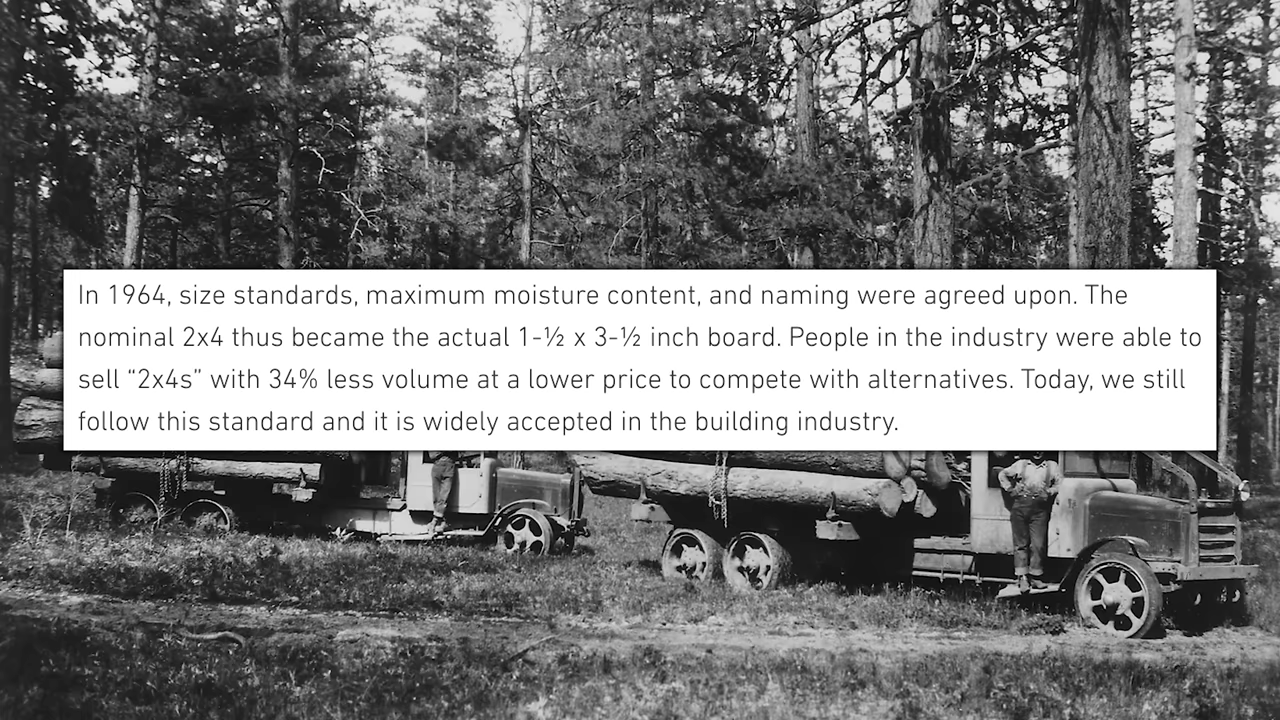 In 1964, size standards, maximum moisture content, and naming were agreed upon. The
nominal 2x4 thus became the actual 1-½ x 3-½ inch board. People in the industry were able to
sell “2x4s” with 34% less volume at a lower price to compete with alternatives. Today, we still
follow this standard and it is widely accepted in the building industry.